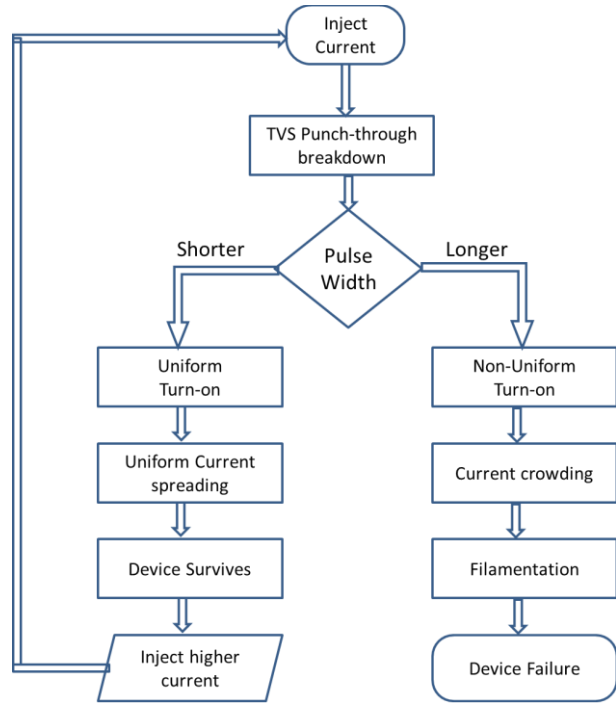 Inject
Current
TVS Punch-through
breakdown
Shorter
Pulse
Width
Longer
Uniform
Turn-on
Non-Uniform
Turn-on
Uniform Current
spreading
Current crowding
Device Survives
Filamentation
Inject higher
current
Device Failure